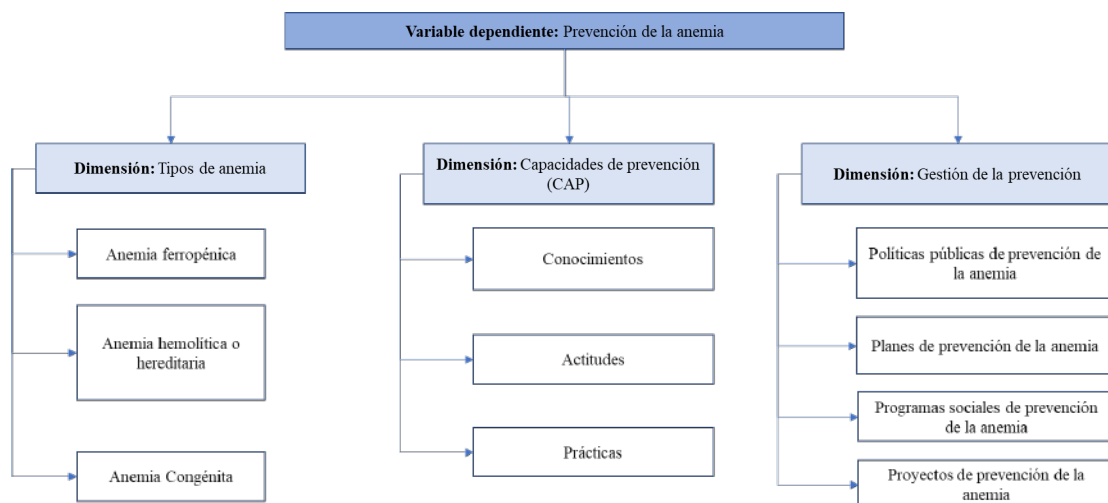 Variable dependiente: Prevención de la anemia
Dimensión: Tipos de anemia
Anemia ferropénica
Anemia hemolítica o
hereditaria
Anemia Congénita
Dimensión: Capacidades de prevención
(CAP)
Conocimientos
Actitudes
Prácticas
Dimensión: Gestión de la prevención
Políticas públicas de prevención de
la anemia
Planes de prevención de la anemia
Programas sociales de prevención
de la anemia
Proyectos de prevención de la
anemia